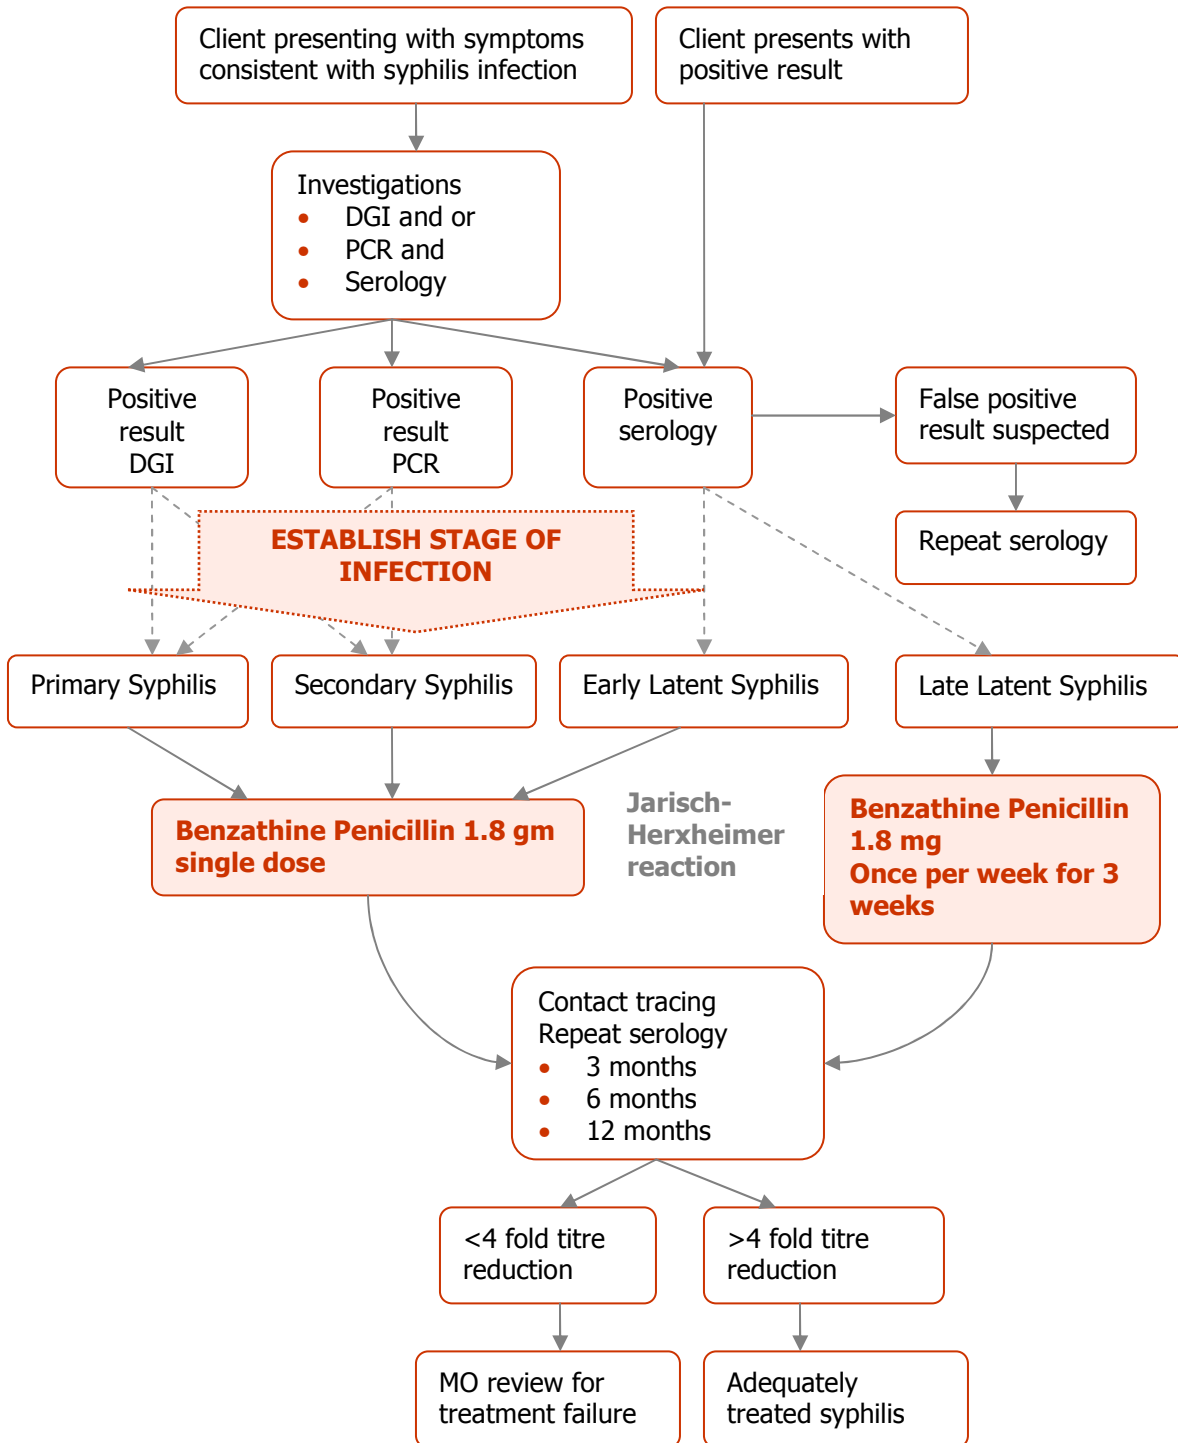 Client presenting with symptoms
consistent with syphilis infection
Client presents with
positive result
Investigations
• DGI and or
• PCR and
• Serology
Positive
result
DGI
Positive
result
PCR
Positive
serology
False positive
result suspected
Repeat serology
ESTABLISH STAGE OF
INFECTION
Primary Syphilis
Secondary Syphilis
Early Latent Syphilis
Late Latent Syphilis
Benzathine Penicillin 1.8 gm
single dose
Jarisch-
Herxheimer
reaction
Benzathine Penicillin
1.8 mg
Once per week for 3
weeks
Contact tracing
Repeat serology
• 3 months
• 6 months
• 12 months
<4 fold titre
reduction
>4 fold titre
reduction
MO review for
treatment failure
Adequately
treated syphilis